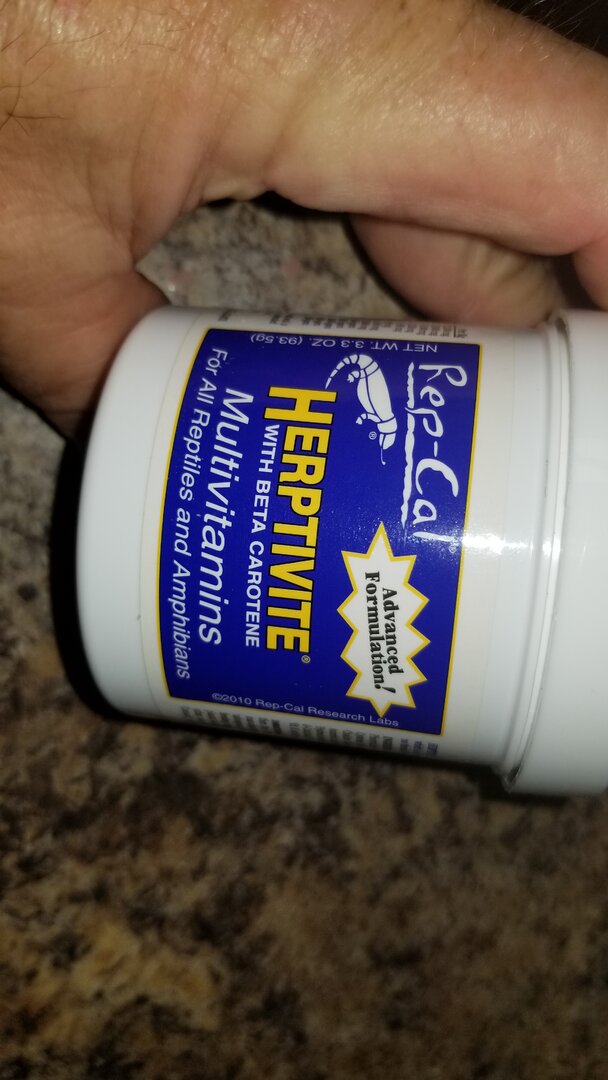 Rep-Cal®
®
Advanced
Formulation!
HERPTIVITE®
WITH BETA CAROTENE
Multivitamins
For All Reptiles and Amphibians
NET WT. 3.3 OZ. (93.5g)
©2010 Rep-Cal Research Labs